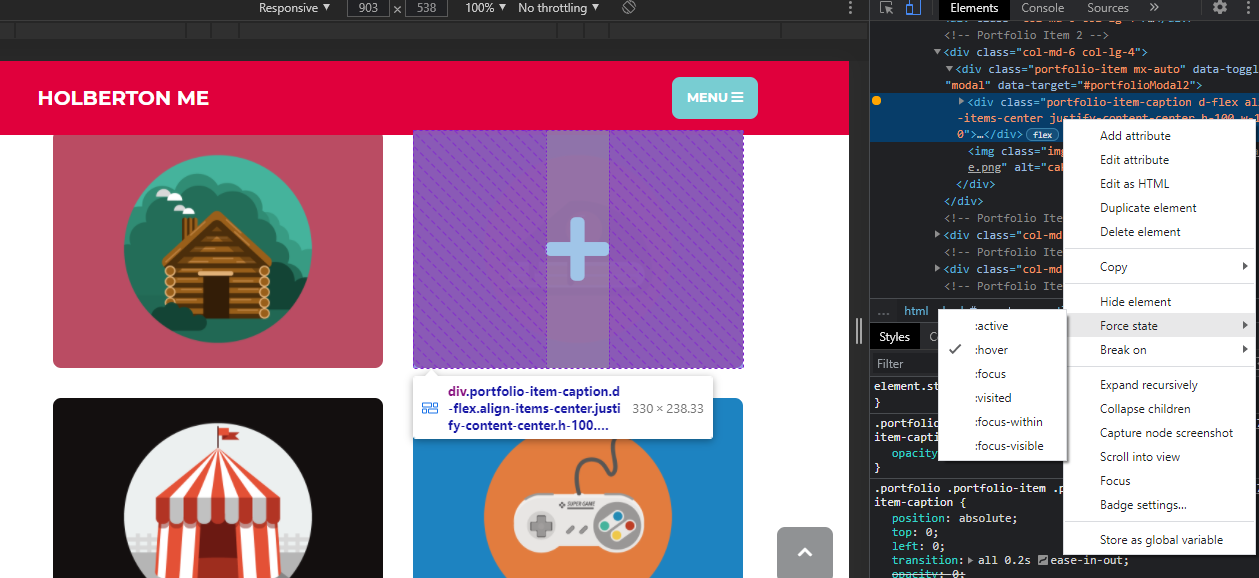 Responsive ▼ 903 × 538 100% ▼ No throttling ▼
Elements Console Sources »
<!-- Portfolio Item 2 -->
▼<div class="col-md-6 col-lg-4">
▼<div class="portfolio-item mx-auto" data-toggl
"modal" data-target="#portfolioModal2">
▶<div class="portfolio-item-caption d-flex al
-items-center justify-content-center h-100 w-1
0">…</div> flex
<img class="img
e.png" alt="cak
</div>
</div>
<!-- Portfolio Ite
▶<div class="col-md
<!-- Portfolio Ite
▶<div class="col-md
<!-- Portfolio Ite
... html
Styles C
Filter
element.st
}
.portfolio
item-capti
opacity
}
.portfolio .portfolio-item .p
item-caption {
position: absolute;
top: 0;
left: 0;
transition: ▶ all 0.2s ease-in-out;
opacity: 0;
HOLBERTON ME
MENU
div.portfolio-item-caption.d
-flex.align-items-center.justi
fy-content-center.h-100....
330 × 238.33
SUPER GAME
Add attribute
Edit attribute
Edit as HTML
Duplicate element
Delete element
Copy
Hide element
Force state
Break on
Expand recursively
Collapse children
Capture node screenshot
Scroll into view
Focus
Badge settings...
Store as global variable
:active
:hover
:focus
:visited
:focus-within
:focus-visible